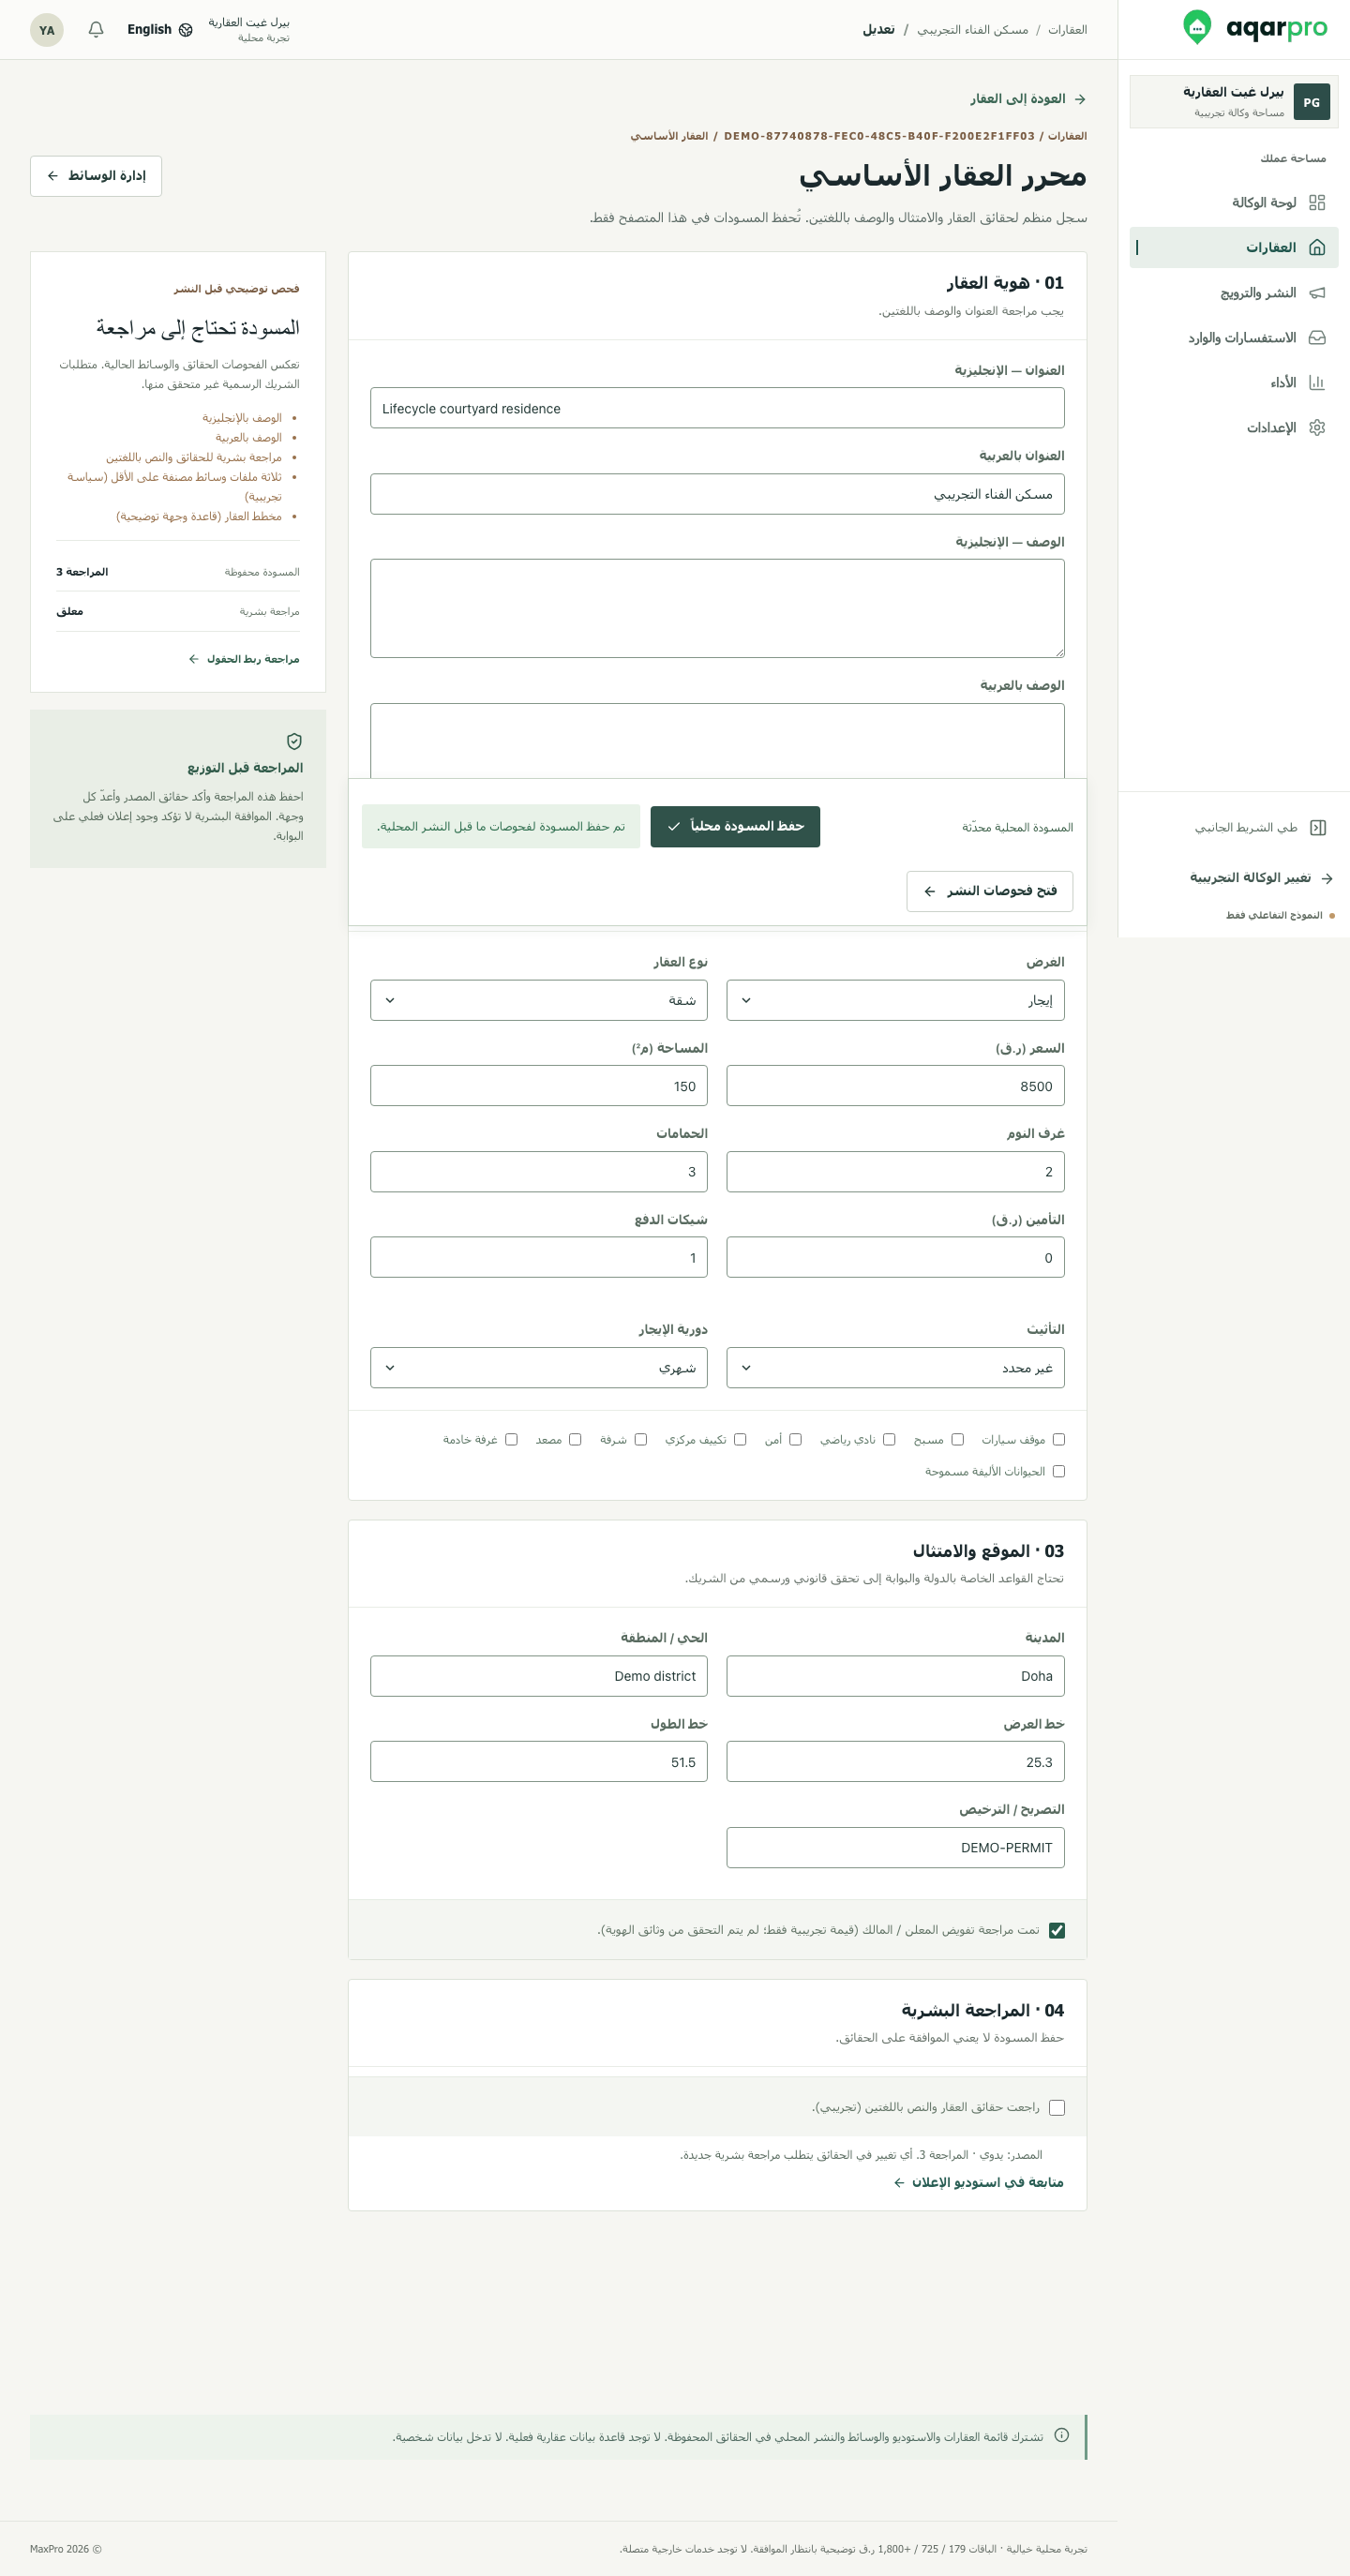 aqarpro
العقارات / مسكن الفناء التجريبي / تعديل
بيرل غيت العقارية
تجربة محلية
English
YA
PG
بيرل غيت العقارية
مساحة وكالة تجريبية
مساحة عملك
لوحة الوكالة
العقارات
النشر والترويج
الاستفسارات والوارد
الأداء
الإعدادات
طي الشريط الجانبي
تغيير الوكالة التجريبية
النموذج التفاعلي فقط
العودة إلى العقار
العقارات / DEMO-87740878-FEC0-48C5-B40F-F200E2F1FF03 / العقار الأساسي
محرر العقار الأساسي
سجل منظم لحقائق العقار والامتثال والوصف باللغتين. تُحفظ المسودات في هذا المتصفح فقط.
إدارة الوسائط
01 · هوية العقار
يجب مراجعة العنوان والوصف باللغتين.
العنوان — الإنجليزية
Lifecycle courtyard residence
العنوان بالعربية
مسكن الفناء التجريبي
الوصف — الإنجليزية
الوصف بالعربية
المسودة المحلية محدّثة
حفظ المسودة محلياً
تم حفظ المسودة لفحوصات ما قبل النشر المحلية.
فتح فحوصات النشر
الغرض
نوع العقار
إيجار
شقة
السعر (ر.ق)
المساحة (م²)
8500
150
غرف النوم
الحمامات
2
3
التأمين (ر.ق)
شيكات الدفع
0
1
التأثيث
دورية الإيجار
غير محدد
شهري
موقف سيارات
مسبح
نادي رياضي
أمن
تكييف مركزي
شرفة
مصعد
غرفة خادمة
الحيوانات الأليفة مسموحة
03 · الموقع والامتثال
تحتاج القواعد الخاصة بالدولة والبوابة إلى تحقق قانوني ورسمي من الشريك.
المدينة
الحي / المنطقة
Doha
Demo district
خط العرض
خط الطول
25.3
51.5
التصريح / الترخيص
DEMO-PERMIT
تمت مراجعة تفويض المعلن / المالك (قيمة تجريبية فقط؛ لم يتم التحقق من وثائق الهوية).
04 · المراجعة البشرية
حفظ المسودة لا يعني الموافقة على الحقائق.
راجعت حقائق العقار والنص باللغتين (تجريبي).
المصدر: يدوي · المراجعة 3. أي تغيير في الحقائق يتطلب مراجعة بشرية جديدة.
متابعة في استوديو الإعلان
فحص توضيحي قبل النشر
المسودة تحتاج إلى مراجعة
تعكس الفحوصات الحقائق والوسائط الحالية. متطلبات
الشريك الرسمية غير متحقق منها.
• الوصف بالإنجليزية
• الوصف بالعربية
• مراجعة بشرية للحقائق والنص باللغتين
• ثلاثة ملفات وسائط مصنفة على الأقل (سياسة
تجريبية)
• مخطط العقار (قاعدة وجهة توضيحية)
المسودة محفوظة
المراجعة 3
مراجعة بشرية
معلق
مراجعة ربط الحقول
المراجعة قبل التوزيع
احفظ هذه المراجعة وأكد حقائق المصدر وأعدّ كل
وجهة. الموافقة البشرية لا تؤكد وجود إعلان فعلي على
البوابة.
تشترك قائمة العقارات والاستوديو والوسائط والنشر المحلي في الحقائق المحفوظة. لا توجد قاعدة بيانات عقارية فعلية. لا تدخل بيانات شخصية.
تجربة محلية خيالية · الباقات 179 / 725 / +1,800 ر.ق توضيحية بانتظار الموافقة. لا توجد خدمات خارجية متصلة.
© 2026 MaxPro